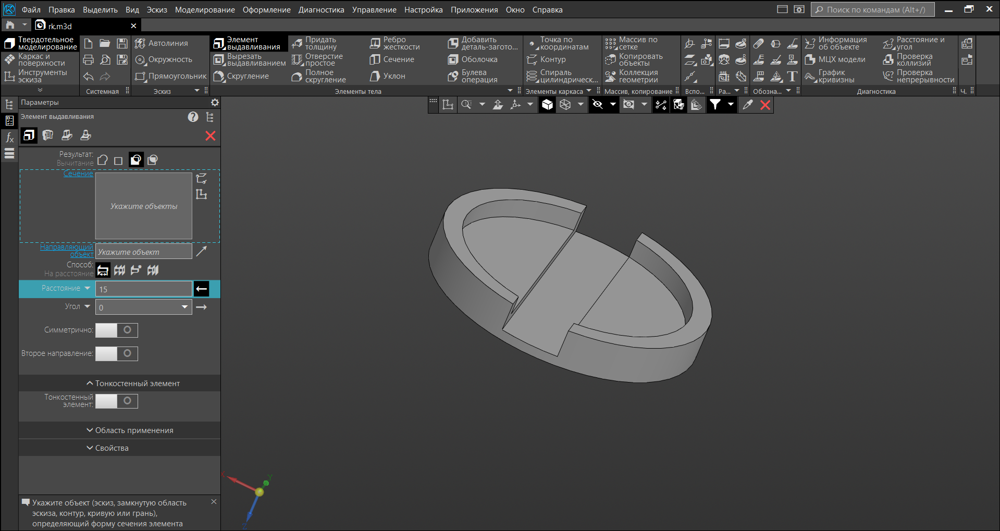 Файл Правка Выделить Вид Эскиз Моделирование Оформление Диагностика Управление Настройка Приложения Окно Справка
Поиск по командам (Alt+/)
rk.m3d
Твердотельное моделирование
Каркас и поверхности
Инструменты эскиза
Системная
Автолиния
Окружность
Прямоугольник
Эскиз
Элемент выдавливания
Вырезать выдавливанием
Скругление
Придать толщину
Отверстие простое
Полное скругление
Ребро жесткости
Сечение
Уклон
Добавить деталь-загото...
Оболочка
Булева операция
Элементы тела
Точка по координатам
Контур
Спираль цилиндрическ...
Элементы каркаса
Массив по сетке
Копировать объекты
Коллекция геометрии
Массив, копирование
Вспо...
Ра...
Обозна...
Информация об объекте
МЦХ модели
График кривизны
Расстояние и угол
Проверка коллизий
Проверка непрерывности
Диагностика
Ч.
Параметры
Элемент выдавливания
Результат:
Вычитание
Сечение
Укажите объекты
Направляющий объект
Укажите объект
Способ:
На расстояние
Расстояние 15
Угол 0
Симметрично:
Второе направление:
Тонкостенный элемент
Тонкостенный элемент:
Область применения
Свойства
Укажите объект (эскиз, замкнутую область
эскиза, контур, кривую или грань),
определяющий форму сечения элемента
X
Y
Z